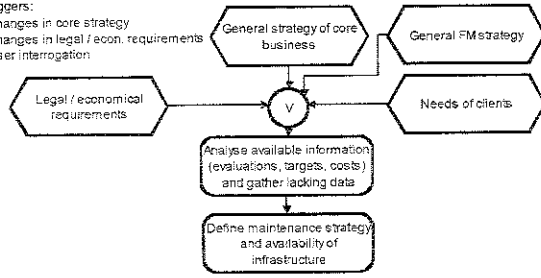 ggers:
hanges in core strategy
hanges in legal / econ. requirements
ser interrogation
General strategy of core
business
General FM strategy
Legal / economical
requirements
V
Needs of clients
Analyse available information
(evaluations, targets, costs)
and gather lacking data
Define maintenance strategy
and availability of
infrastructure